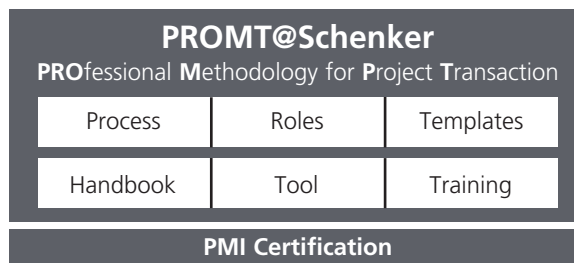 PROMT@Schenker
PROfessional Methodology for Project Transaction
Process Roles Templates
Handbook Tool Training
PMI Certification